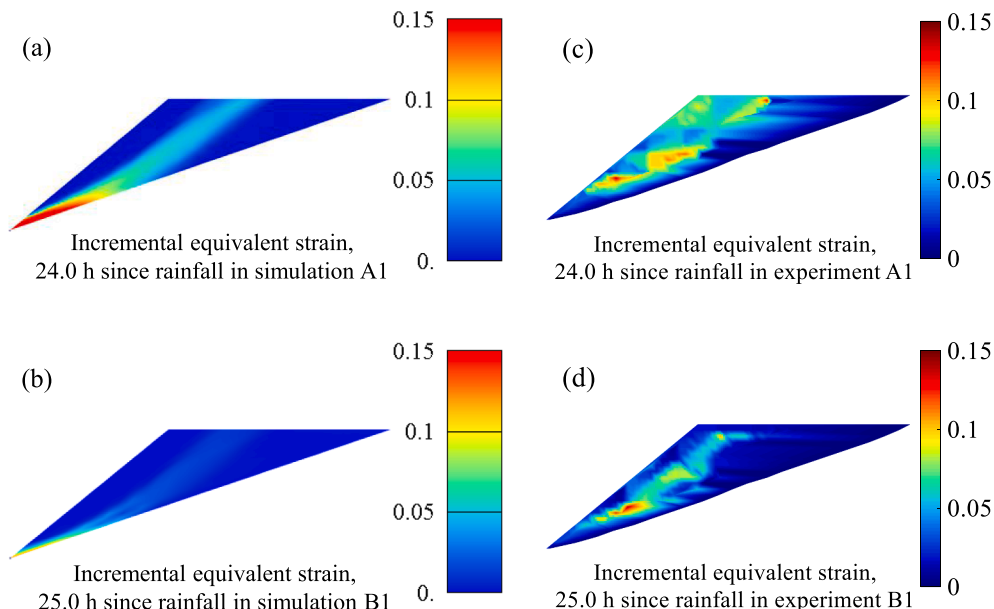 (a)
0.15
0.1
0.05
0.
Incremental equivalent strain,
24.0 h since rainfall in simulation A1
(c)
0.15
0.1
0.05
0
Incremental equivalent strain,
24.0 h since rainfall in experiment A1
(b)
0.15
0.1
0.05
0.
Incremental equivalent strain,
25.0 h since rainfall in simulation B1
(d)
0.15
0.1
0.05
0
Incremental equivalent strain,
25.0 h since rainfall in experiment B1